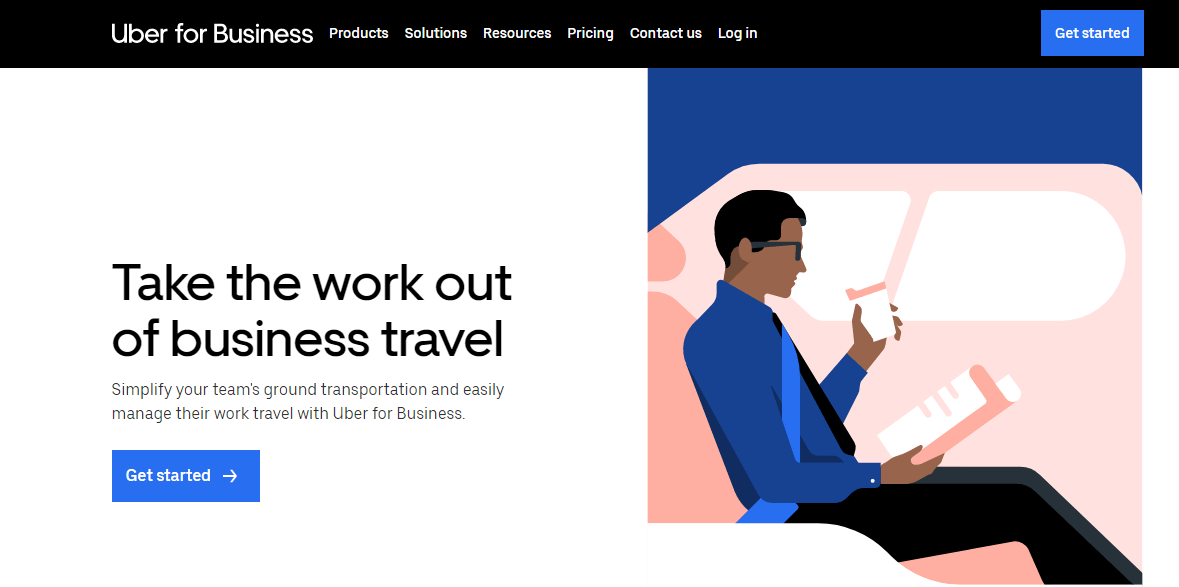 Uber for Business Products Solutions Resources Pricing Contact us Log in Get started
Take the work out
of business travel
Simplify your team's ground transportation and easily
manage their work travel with Uber for Business.
Get started →